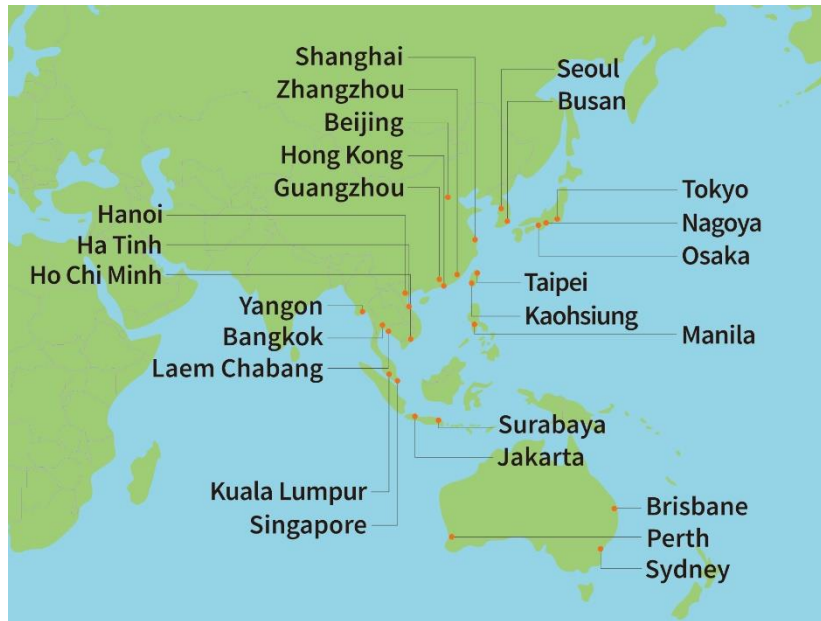 Shanghai
Zhangzhou
Beijing
Hong Kong
Guangzhou
Hanoi
Ha Tinh
Ho Chi Minh
Yangon
Bangkok
Laem Chabang
Kuala Lumpur
Singapore
Seoul
Busan
Tokyo
Nagoya
Osaka
Taipei
Kaohsiung
Manila
Surabaya
Jakarta
Brisbane
Perth
Sydney